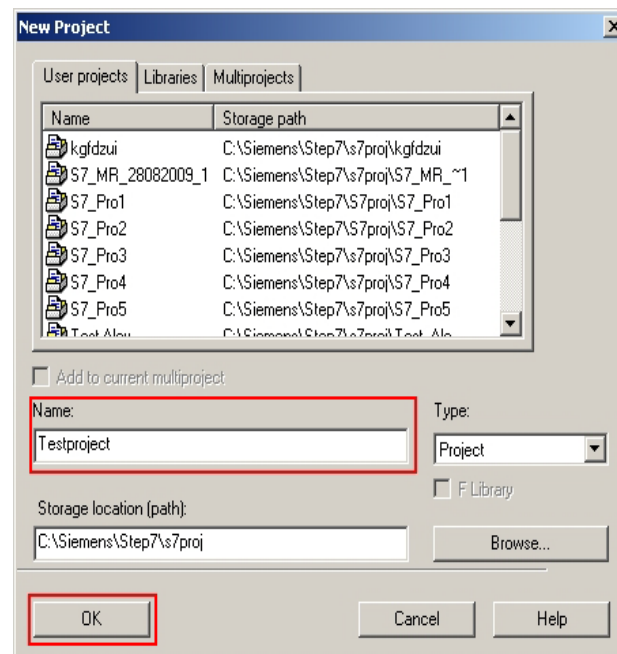 New Project
User projects Libraries Multiprojects
Name Storage path
kgfdzui C:\Siemens\Step7\s7proj\kgfdzui
S7_MR_28082009_1 C:\Siemens\Step7\s7proj\S7_MR_~1
S7_Pro1 C:\Siemens\Step7\s7proj\S7_Pro1
S7_Pro2 C:\Siemens\Step7\s7proj\S7_Pro2
S7_Pro3 C:\Siemens\Step7\s7proj\S7_Pro3
S7_Pro4 C:\Siemens\Step7\s7proj\S7_Pro4
S7_Pro5 C:\Siemens\Step7\s7proj\S7_Pro5
Add to current multiproject
Name: Type:
Testproject Project
F Library
Storage location (path):
C:\Siemens\Step7\s7proj Browse...
OK Cancel Help